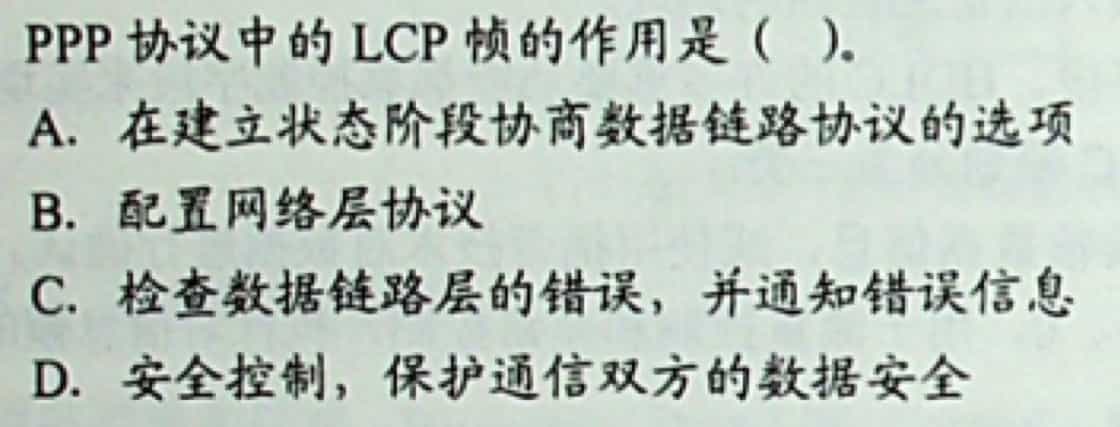 PPP 协议中的 LCP 帧的作用是（ ）。
A. 在建立状态阶段协商数据链路协议的选项
B. 配置网络层协议
C. 检查数据链路层的错误，并通知错误信息
D. 安全控制，保护通信双方的数据安全